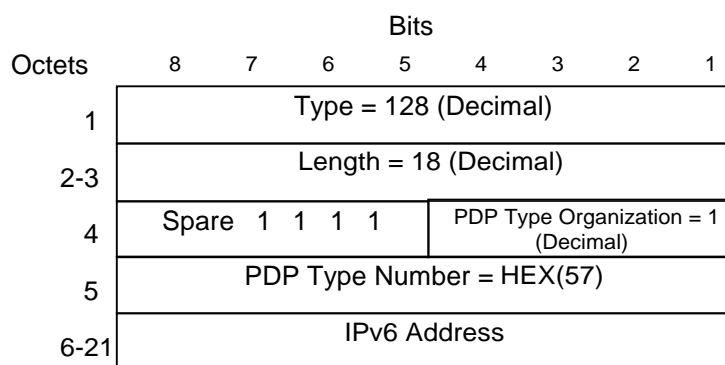 Bits
Octets 8 7 6 5 4 3 2 1
1 Type = 128 (Decimal)
2-3 Length = 18 (Decimal)
4 Spare 1 1 1 1 PDP Type Organization = 1
(Decimal)
5 PDP Type Number = HEX(57)
6-21 IPv6 Address